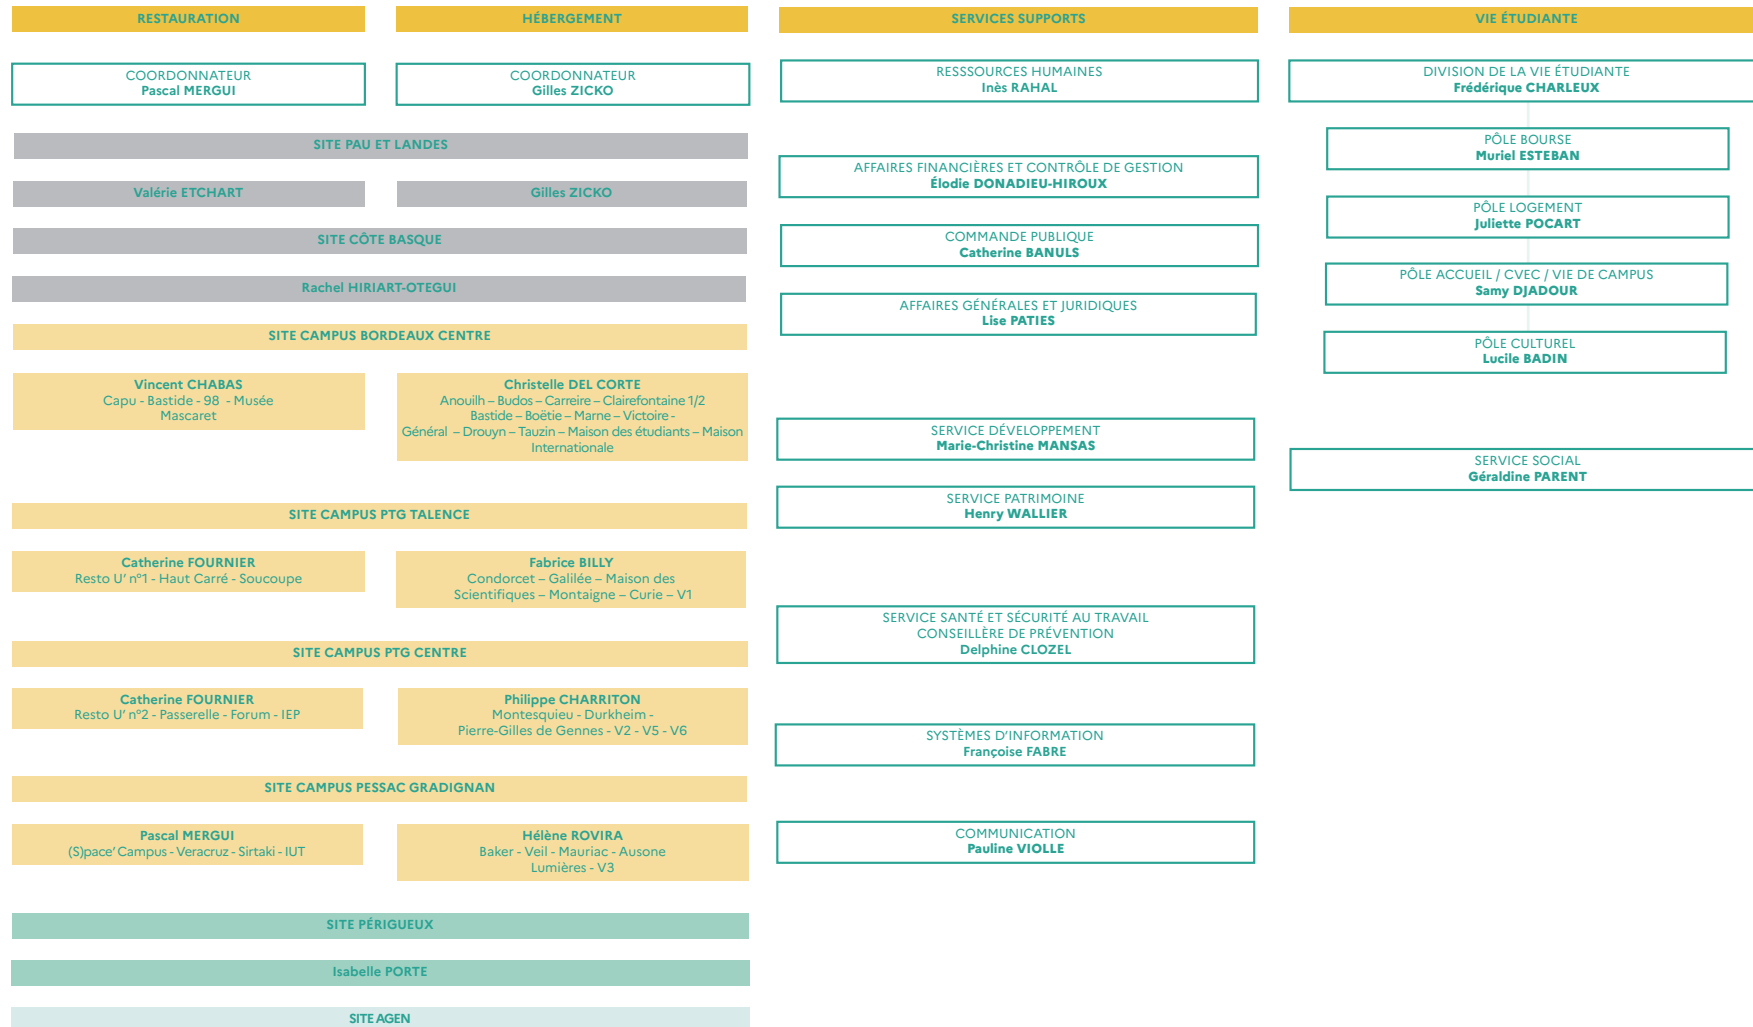 RESTAURATION
HÉBERGEMENT
COORDONNATEUR
Pascal MERGUI
COORDONNATEUR
Gilles ZICKO
SITE PAU ET LANDES
Valérie ETCHART
Gilles ZICKO
SITE CÔTE BASQUE
Rachel HIRIART-OTEGUI
SITE CAMPUS BORDEAUX CENTRE
Vincent CHABAS
Capu - Bastide - 98 - Musée
Mascaret
Christelle DEL CORTE
Anouilh – Budos – Carreire – Clairefontaine 1/2
Bastide – Boëtie – Marne – Victoire -
Général – Drouyn – Tauzin – Maison des étudiants – Maison
Internationale
SITE CAMPUS PTG TALENCE
Catherine FOURNIER
Resto U' n°1 - Haut Carré - Soucoupe
Fabrice BILLY
Condorcet – Galilée – Maison des
Scientifiques – Montaigne – Curie – V1
SITE CAMPUS PTG CENTRE
Catherine FOURNIER
Resto U' n°2 - Passerelle - Forum - IEP
Philippe CHARRITON
Montesquieu - Durkheim -
Pierre-Gilles de Gennes - V2 - V5 - V6
SITE CAMPUS PESSAC GRADIGNAN
Pascal MERGUI
(S)pace' Campus - Veracruz - Sirtaki - IUT
Hélène ROVIRA
Baker - Veil - Mauriac - Ausone
Lumières - V3
SITE PÉRIGUEUX
Isabelle PORTE
SITE AGEN
SERVICES SUPPORTS
RESSSOURCES HUMAINES
Inès RAHAL
AFFAIRES FINANCIÈRES ET CONTRÔLE DE GESTION
Élodie DONADIEU-HIROUX
COMMANDE PUBLIQUE
Catherine BANULS
AFFAIRES GÉNÉRALES ET JURIDIQUES
Lise PATIES
SERVICE DÉVELOPPEMENT
Marie-Christine MANSAS
SERVICE PATRIMOINE
Henry WALLIER
SERVICE SANTÉ ET SÉCURITÉ AU TRAVAIL
CONSEILLÈRE DE PRÉVENTION
Delphine CLOZEL
SYSTÈMES D'INFORMATION
Françoise FABRE
COMMUNICATION
Pauline VIOLLE
VIE ÉTUDIANTE
DIVISION DE LA VIE ÉTUDIANTE
Frédérique CHARLEUX
PÔLE BOURSE
Muriel ESTEBAN
PÔLE LOGEMENT
Juliette POCART
PÔLE ACCUEIL / CVEC / VIE DE CAMPUS
Samy DJADOUR
PÔLE CULTUREL
Lucile BADIN
SERVICE SOCIAL
Géraldine PARENT